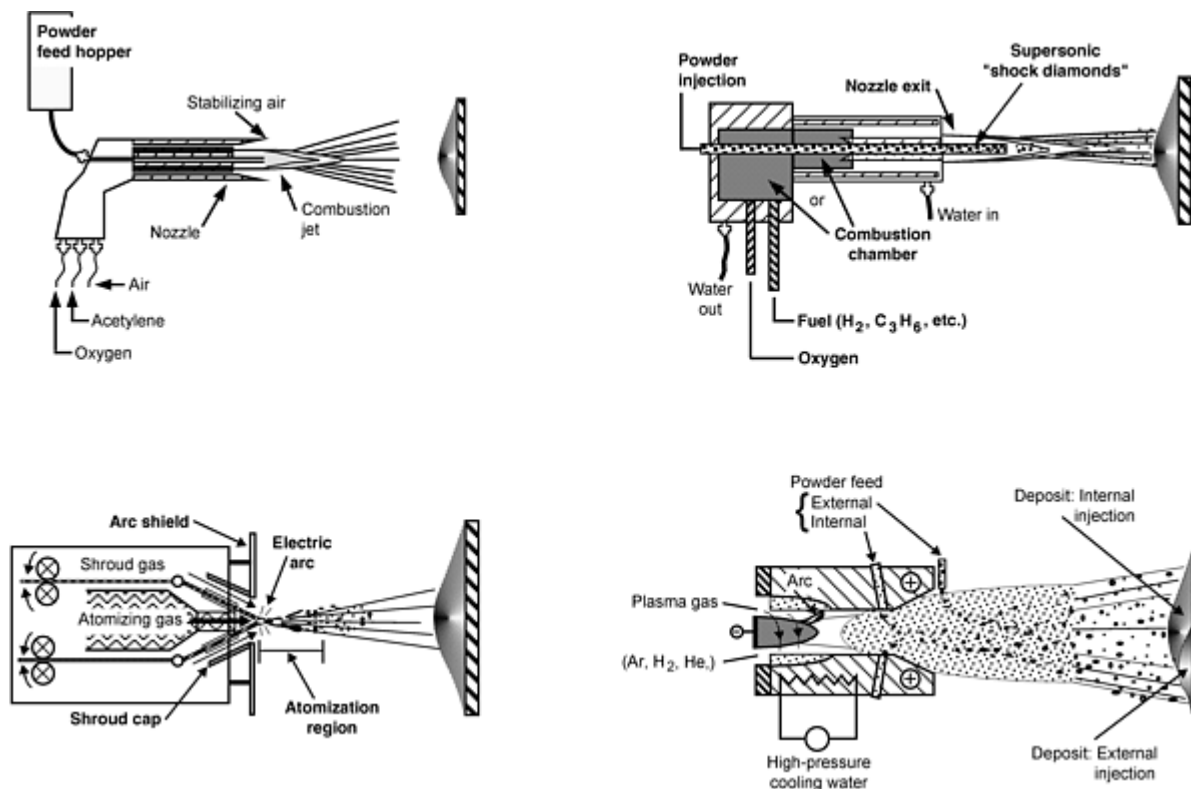 Powder
feed hopper
Stabilizing air
Nozzle
Combustion
jet
Air
Acetylene
Oxygen
Powder
injection
Supersonic
"shock diamonds"
Nozzle exit
or
Water in
Combustion
chamber
Water
out
Fuel (H₂, C₃H₆, etc.)
Oxygen
Arc shield
Electric
arc
Shroud gas
Atomizing gas
Shroud cap
Atomization
region
Powder feed
{ External
Internal
Deposit: Internal
injection
Arc
Plasma gas
(Ar, H₂, He,)
High-pressure
cooling water
Deposit: External
injection